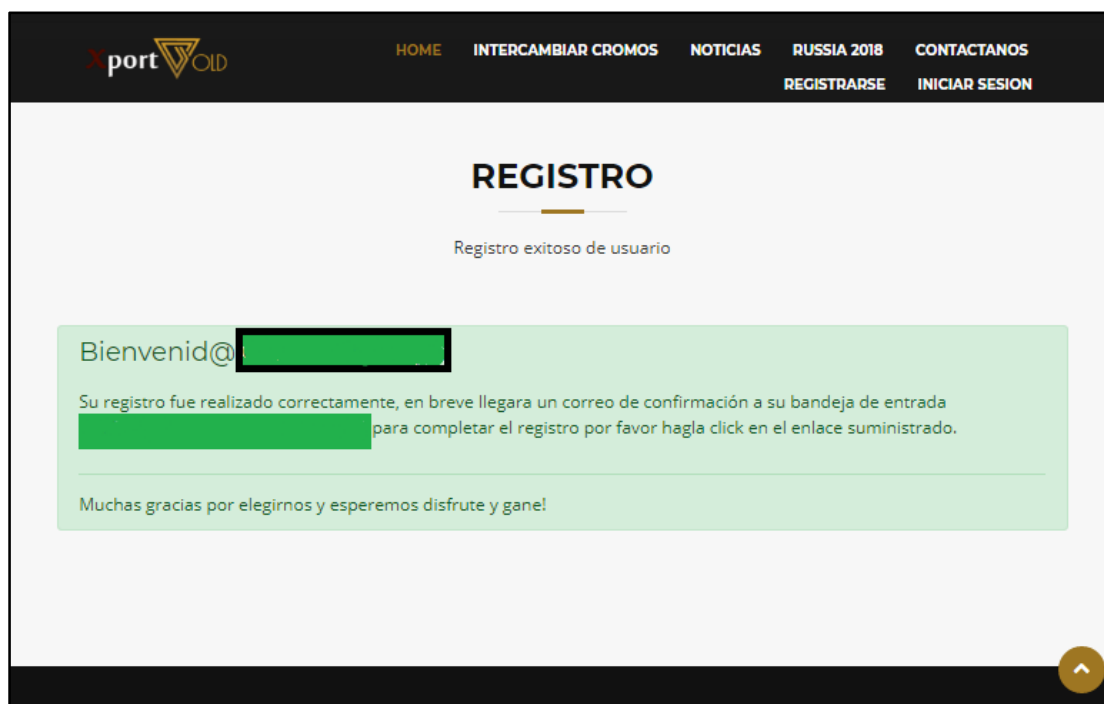 XportGold
HOME INTERCAMBIAR CROMOS NOTICIAS RUSSIA 2018 CONTACTANOS
REGISTRARSE INICIAR SESION
REGISTRO
Registro exitoso de usuario
Bienvenid@
Su registro fue realizado correctamente, en breve llegara un correo de confirmación a su bandeja de entrada
para completar el registro por favor hagla click en el enlace suministrado.
Muchas gracias por elegirnos y esperemos disfrute y gane!